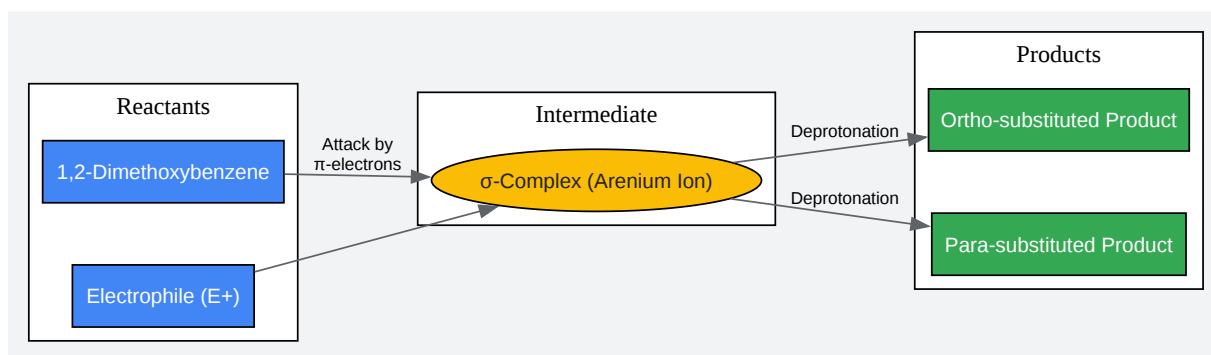 Reactants
1,2-Dimethoxybenzene
Electrophile (E+)
Attack by
π-electrons
Intermediate
σ-Complex (Arenium Ion)
Deprotonation
Deprotonation
Products
Ortho-substituted Product
Para-substituted Product